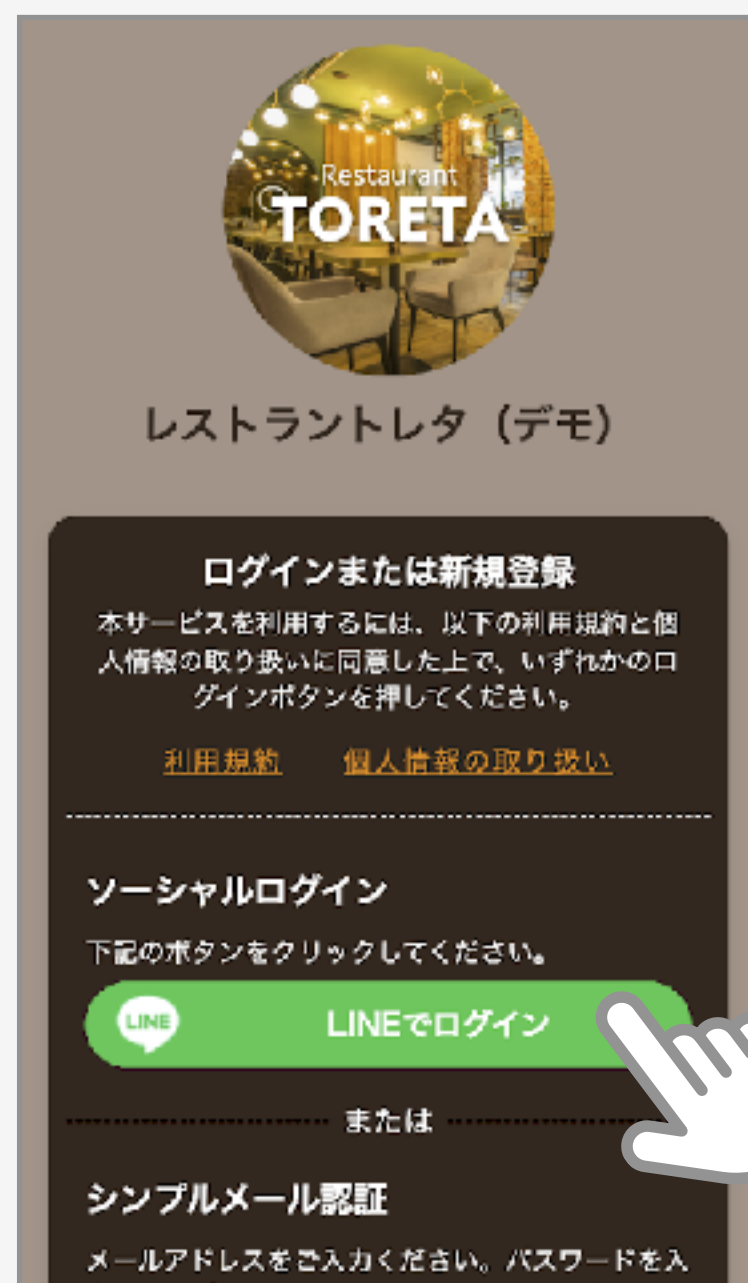 Restaurant
TORETA
レストラントレタ（デモ）
ログインまたは新規登録
本サービスを利用するには、以下の利用規約と個
人情報の取り扱いに同意した上で、いずれかのロ
グインボタンを押してください。
利用規約 個人情報の取り扱い
ソーシャルログイン
下記のボタンをクリックしてください。
LINE LINEでログイン
または
シンプルメール認証
メールアドレスをご入力ください。パスワードを入